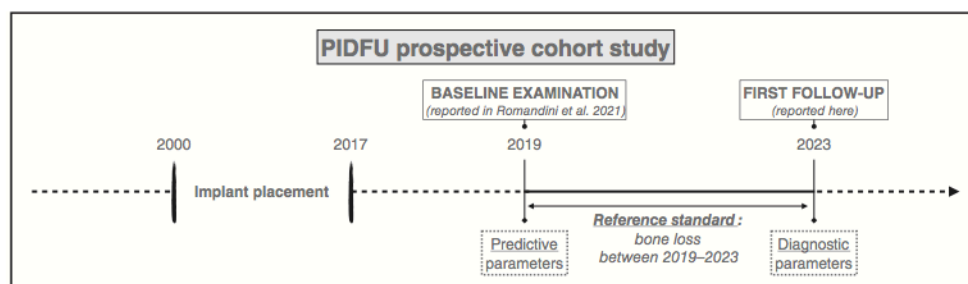 PIDFU prospective cohort study
BASELINE EXAMINATION
(reported in Romandini et al. 2021)
FIRST FOLLOW-UP
(reported here)
2000
2017
2019
2023
Implant placement
Reference standard :
bone loss
between 2019–2023
Predictive
parameters
Diagnostic
parameters